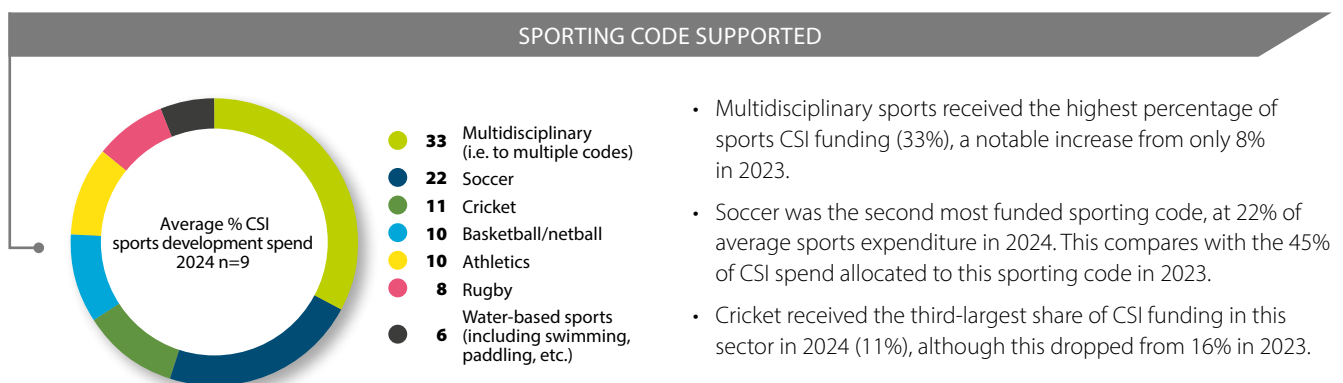 SPORTING CODE SUPPORTED
Average % CSI
sports development spend
2024 n=9
33 Multidisciplinary
(i.e. to multiple codes)
22 Soccer
11 Cricket
10 Basketball/netball
10 Athletics
8 Rugby
Water-based sports
6 (including swimming,
paddling, etc.)
• Multidisciplinary sports received the highest percentage of
sports CSI funding (33%), a notable increase from only 8%
in 2023.
• Soccer was the second most funded sporting code, at 22% of
average sports expenditure in 2024. This compares with the 45%
of CSI spend allocated to this sporting code in 2023.
• Cricket received the third-largest share of CSI funding in this
sector in 2024 (11%), although this dropped from 16% in 2023.